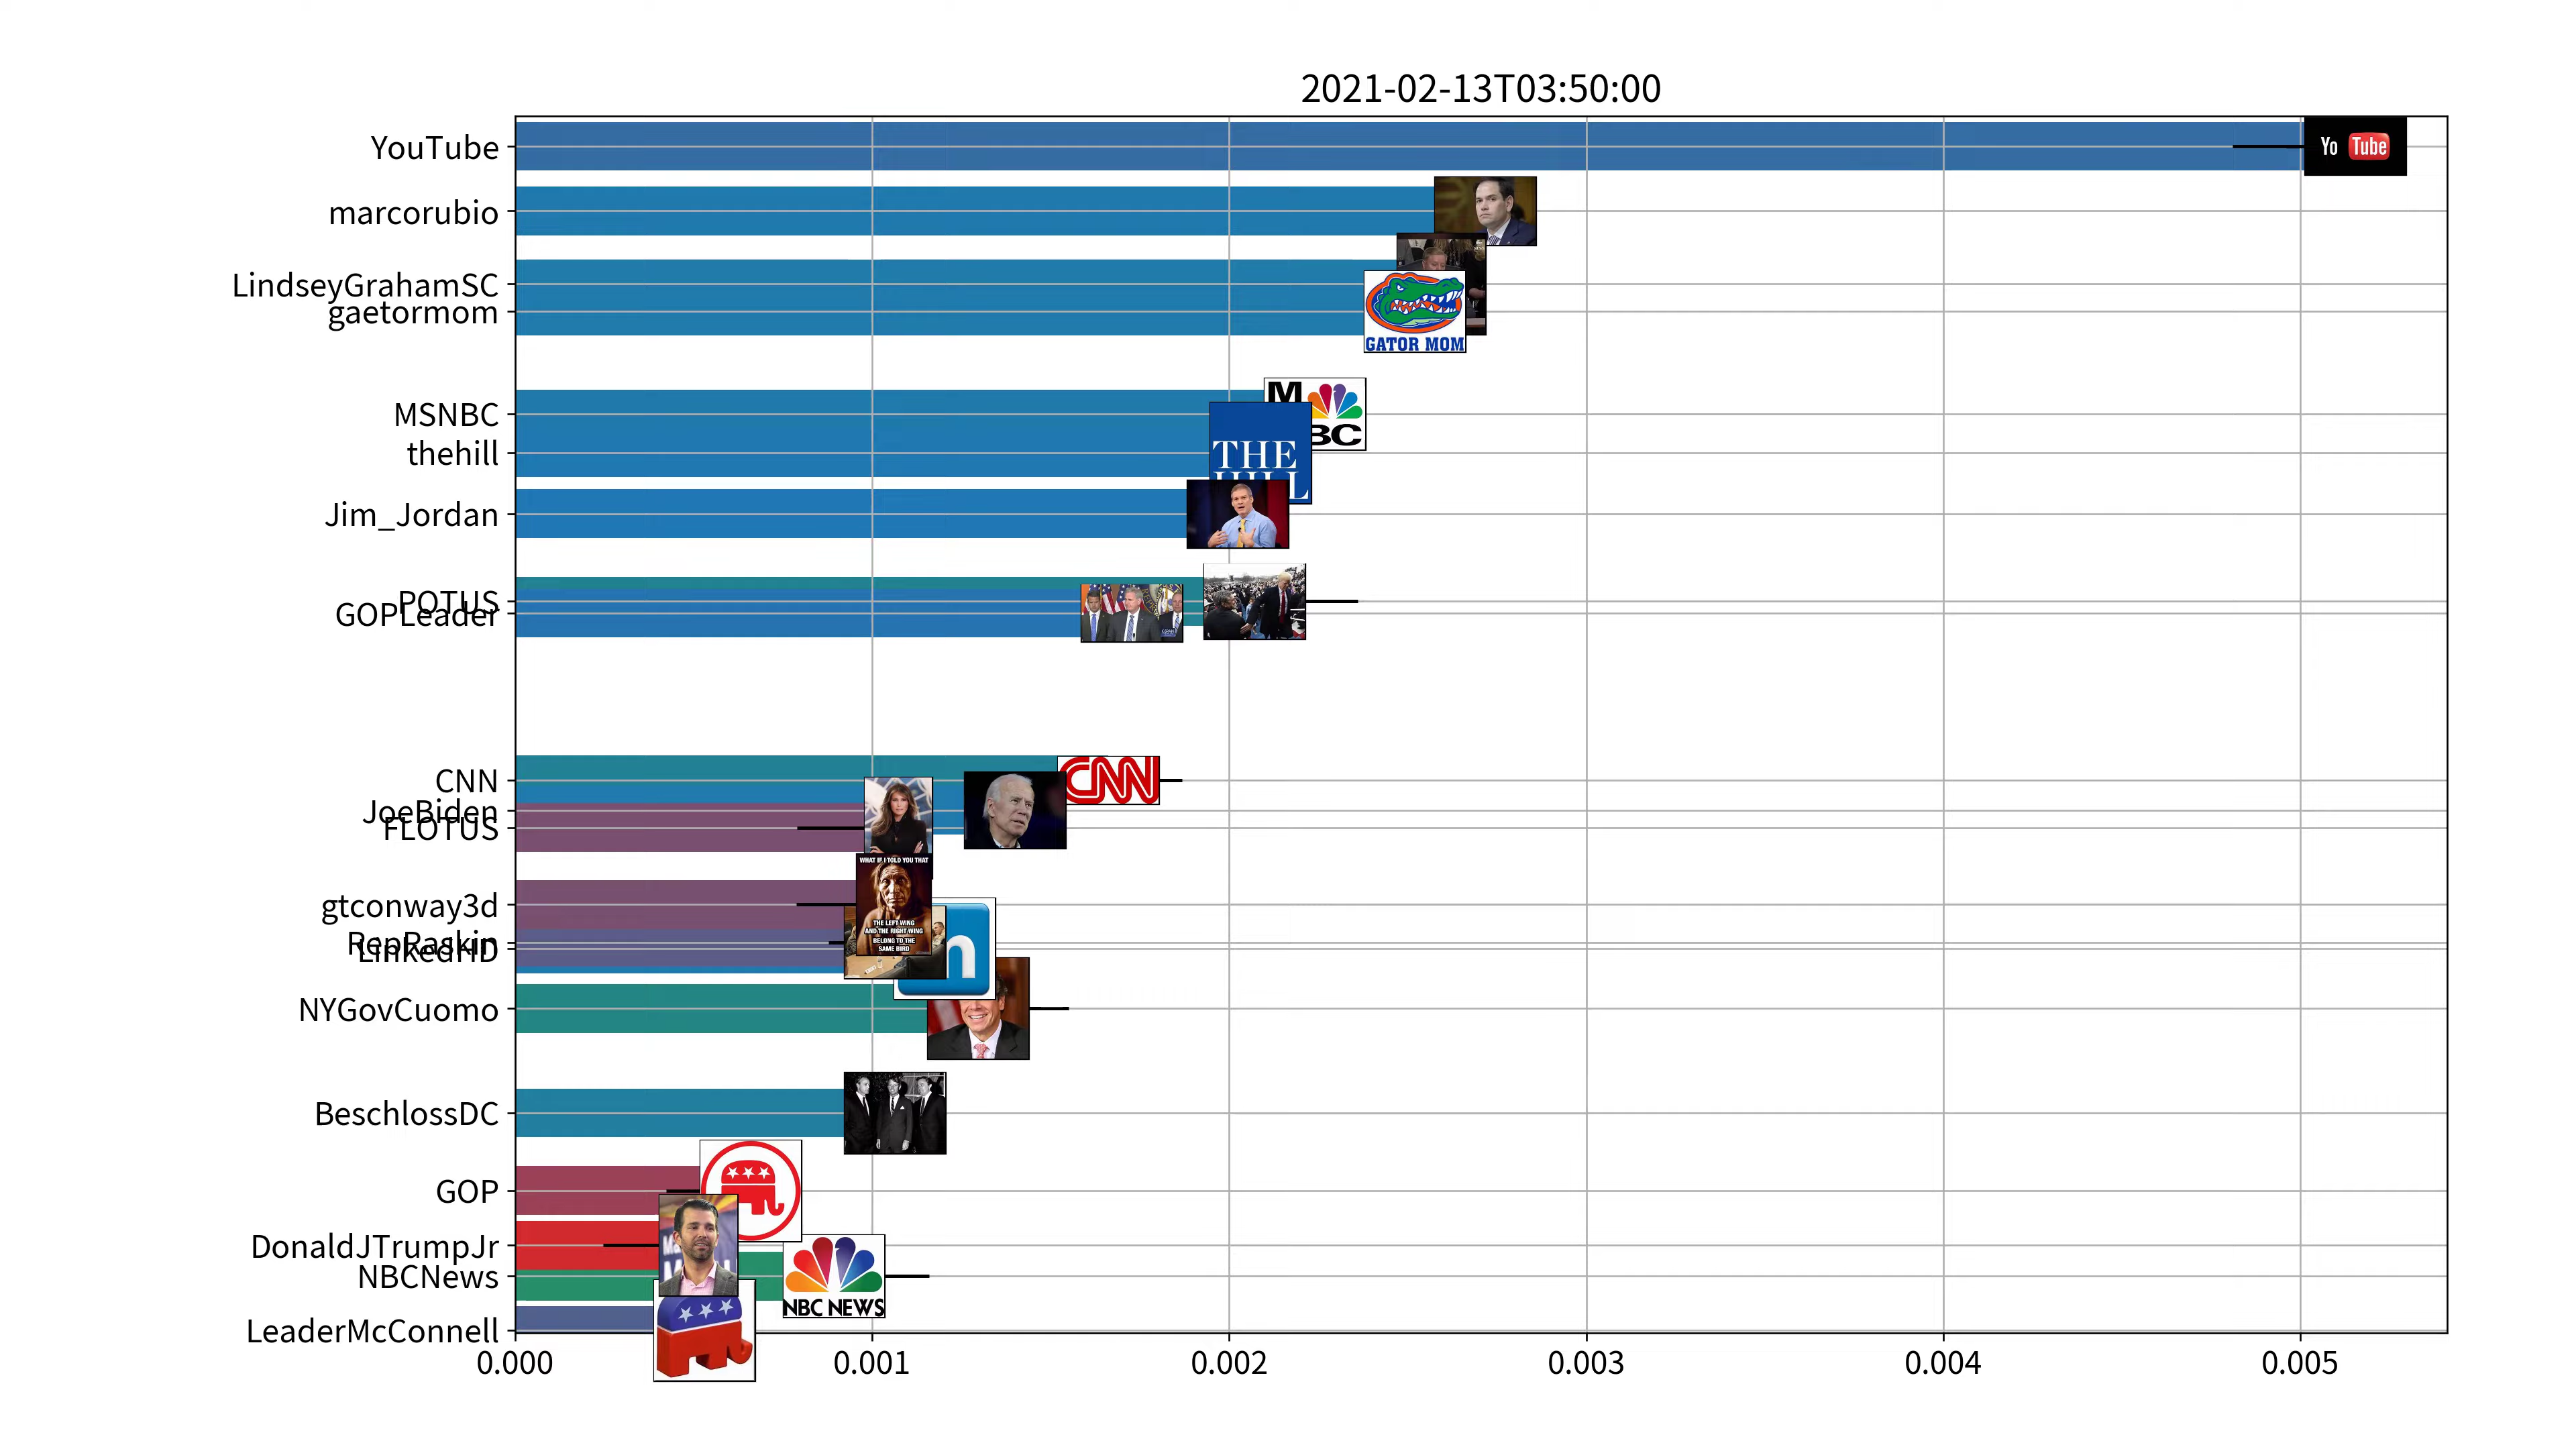 2021-02-13T03:50:00
YouTube
Yo Tube
marcorubio
LindseyGrahamSC
gaetormom
GATOR MOM
MSNBC
M
BC
thehill
THE
HILL
Jim_Jordan
POTUS
GOPLeader
CNN
CNN
JoeBiden
FLOTUS
WHAT IF I TOLD YOU THAT
gtconway3d
THE LEFT WING
AND THE RIGHT WING
BELONG TO THE
SAME BIRD
RepRaskin
LinkedIn
n
NYGovCuomo
BeschlossDC
GOP
DonaldJTrumpJr
NBCNews
NBC NEWS
LeaderMcConnell
0.000 0.001 0.002 0.003 0.004 0.005